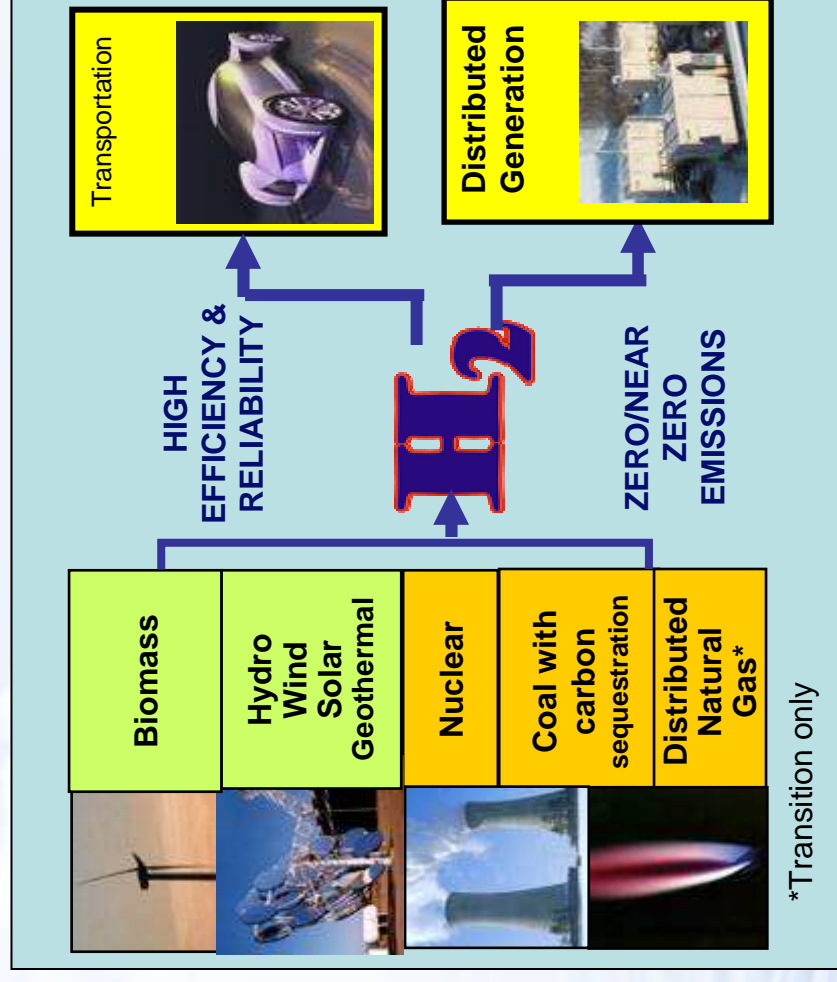 Biomass
Hydro
Wind
Solar
Geothermal
Nuclear
Coal with
carbon
sequestration
Distributed
Natural
Gas*
*Transition only
HIGH
EFFICIENCY &
RELIABILITY
H2
ZERO/NEAR
ZERO
EMISSIONS
Transportation
Distributed
Generation